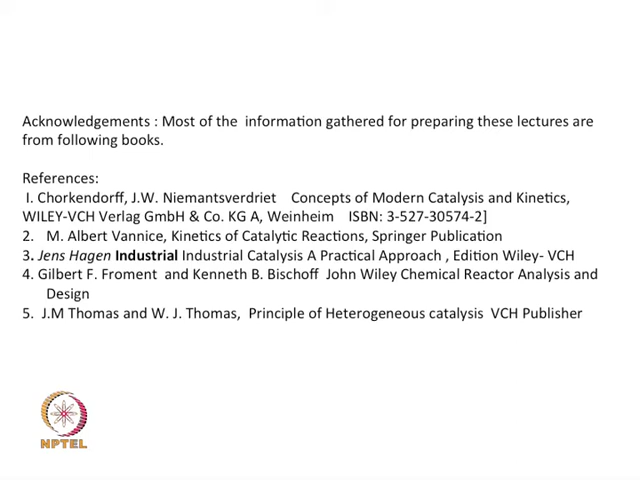 Acknowledgements : Most of the information gathered for preparing these lectures are
from following books.
References:
I. Chorkendorff, J.W. Niemantsverdriet Concepts of Modern Catalysis and Kinetics,
WILEY-VCH Verlag GmbH & Co. KG A, Weinheim ISBN: 3-527-30574-2]
2. M. Albert Vannice, Kinetics of Catalytic Reactions, Springer Publication
3. Jens Hagen Industrial Industrial Catalysis A Practical Approach , Edition Wiley- VCH
4. Gilbert F. Froment and Kenneth B. Bischoff John Wiley Chemical Reactor Analysis and
Design
5. J.M Thomas and W. J. Thomas, Principle of Heterogeneous catalysis VCH Publisher
NPTEL